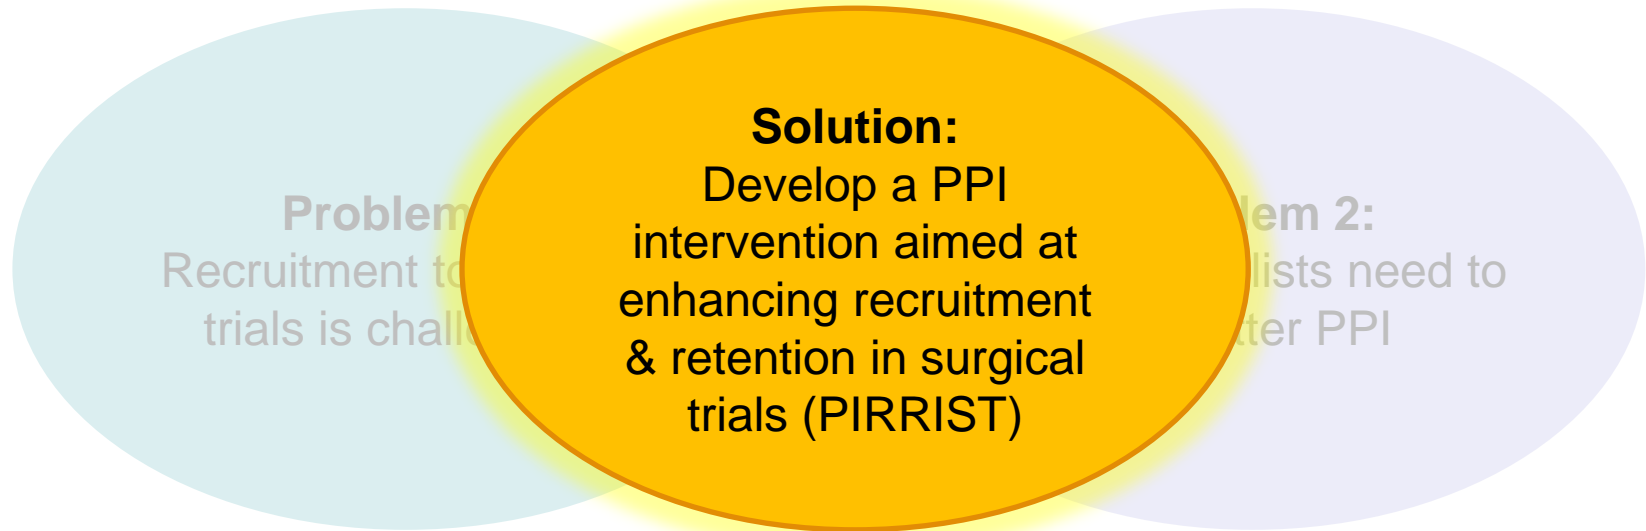 Problem
Recruitment to
trials is chall
Solution:
Develop a PPI
intervention aimed at
enhancing recruitment
& retention in surgical
trials (PIRRIST)
lem 2:
lists need to
tter PPI